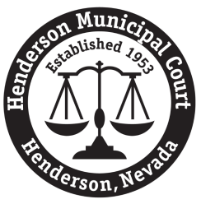 Henderson Municipal Court
Established 1953
Henderson, Nevada